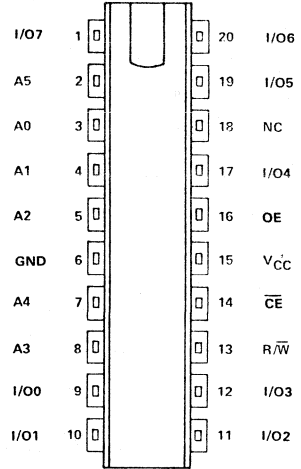 I/O7 1 20 I/O6
A5 2 19 I/O5
A0 3 18 NC
A1 4 17 I/O4
A2 5 16 OE
GND 6 15 VCC
A4 7 14 C̅E̅
A3 8 13 R/W̅
I/O0 9 12 I/O3
I/O1 10 11 I/O2